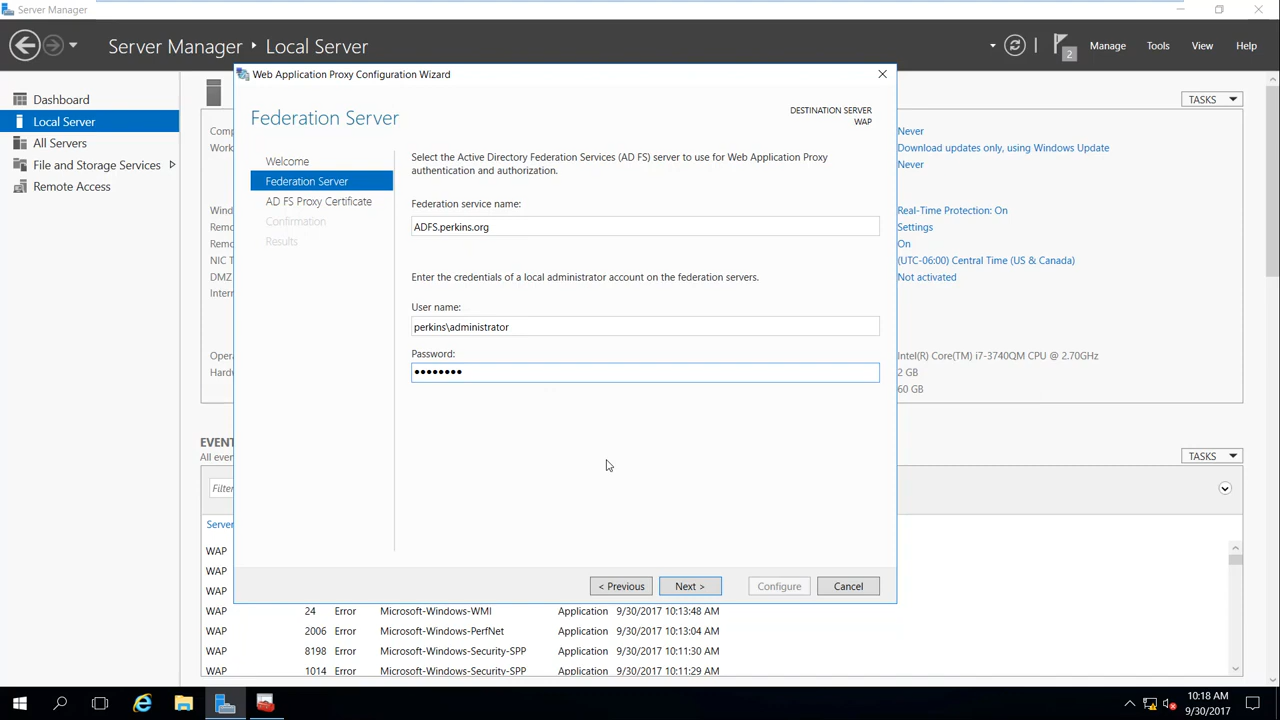 Server Manager
Server Manager ‣ Local Server
2
Manage
Tools
View
Help
Dashboard
Local Server
All Servers
File and Storage Services
Remote Access
TASKS
Never
Download updates only, using Windows Update
Never
Real-Time Protection: On
Settings
On
(UTC-06:00) Central Time (US & Canada)
Not activated
Intel(R) Core(TM) i7-3740QM CPU @ 2.70GHz
2 GB
60 GB
Web Application Proxy Configuration Wizard
Federation Server
DESTINATION SERVER
WAP
Welcome
Federation Server
AD FS Proxy Certificate
Confirmation
Results
Select the Active Directory Federation Services (AD FS) server to use for Web Application Proxy
authentication and authorization.
Federation service name:
ADFS.perkins.org
Enter the credentials of a local administrator account on the federation servers.
User name:
perkins\administrator
Password:
••••••••
< Previous
Next >
Configure
Cancel
TASKS
Filter
Server
WAP
WAP
WAP
WAP 24 Error Microsoft-Windows-WMI Application 9/30/2017 10:13:48 AM
WAP 2006 Error Microsoft-Windows-PerfNet Application 9/30/2017 10:13:04 AM
WAP 8198 Error Microsoft-Windows-Security-SPP Application 9/30/2017 10:11:30 AM
WAP 1014 Error Microsoft-Windows-Security-SPP Application 9/30/2017 10:11:29 AM
10:18 AM
9/30/2017